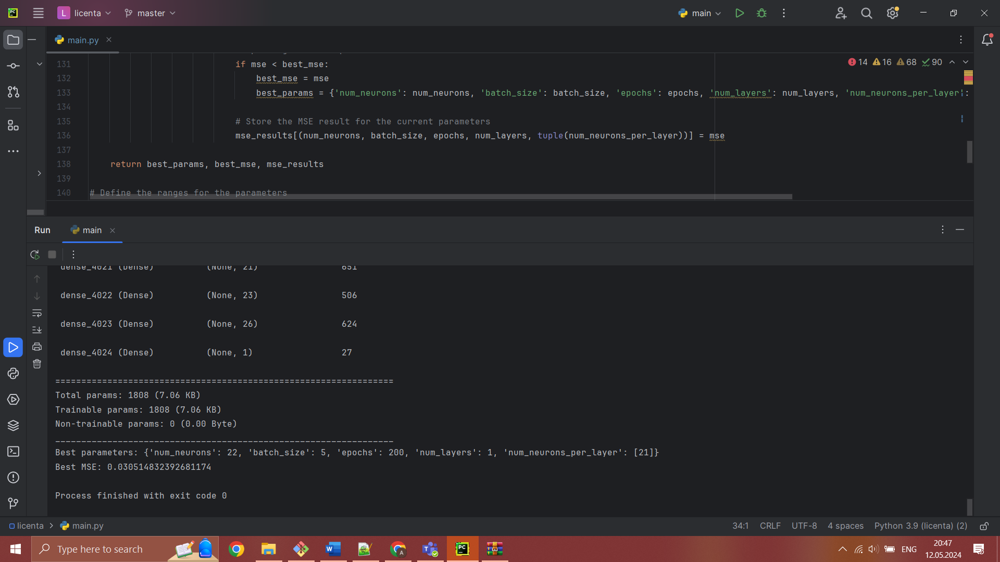 PC
L
licenta
master
main
main.py
14
16
68
90
131 if mse < best_mse:
132 best_mse = mse
133 best_params = {'num_neurons': num_neurons, 'batch_size': batch_size, 'epochs': epochs, 'num_layers': num_layers, 'num_neurons_per_layer':
134
135 # Store the MSE result for the current parameters
136 mse_results[(num_neurons, batch_size, epochs, num_layers, tuple(num_neurons_per_layer))] = mse
137
138 return best_params, best_mse, mse_results
139
140 # Define the ranges for the parameters
Run
main
dense_4021 (Dense) (None, 21) 651
dense_4022 (Dense) (None, 23) 506
dense_4023 (Dense) (None, 26) 624
dense_4024 (Dense) (None, 1) 27
=================================================================
Total params: 1808 (7.06 KB)
Trainable params: 1808 (7.06 KB)
Non-trainable params: 0 (0.00 Byte)
_________________________________________________________________
Best parameters: {'num_neurons': 22, 'batch_size': 5, 'epochs': 200, 'num_layers': 1, 'num_neurons_per_layer': [21]}
Best MSE: 0.030514832392681174
Process finished with exit code 0
licenta
main.py
34:1
CRLF
UTF-8
4 spaces
Python 3.9 (licenta) (2)
Type here to search
W
A
T
PC
ENG
20:47
12.05.2024